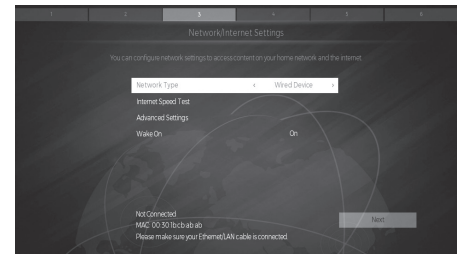 1 2 3 4 5 6
Network/Internet Settings
You can configure network settings to access content on your home network and the internet
Network Type Wired Device
Internet Speed Test
Advanced Settings
Wake On On
Not Connected
MAC 00 30 1b cb ab ab
Next
Please make sure your Ethernet/LAN cable is connected